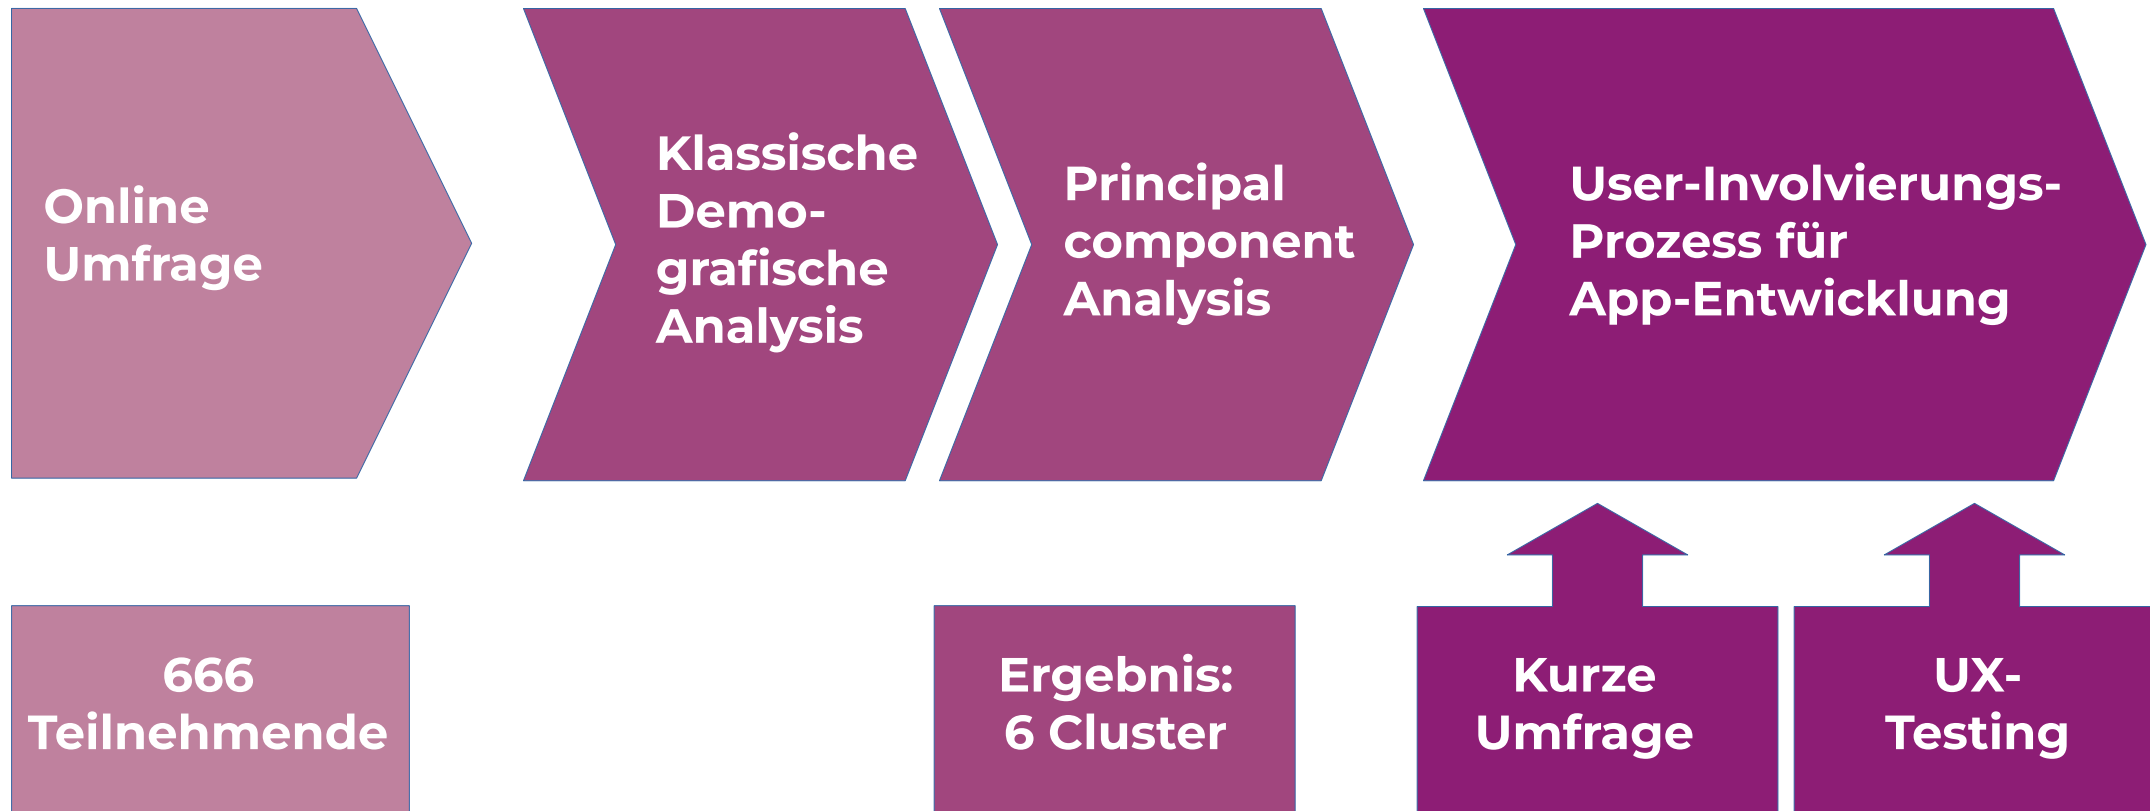 Online
Umfrage
Klassische
Demo-
grafische
Analysis
Principal
component
Analysis
User-Involvierungs-
Prozess für
App-Entwicklung
666
Teilnehmende
Ergebnis:
6 Cluster
Kurze
Umfrage
UX-
Testing